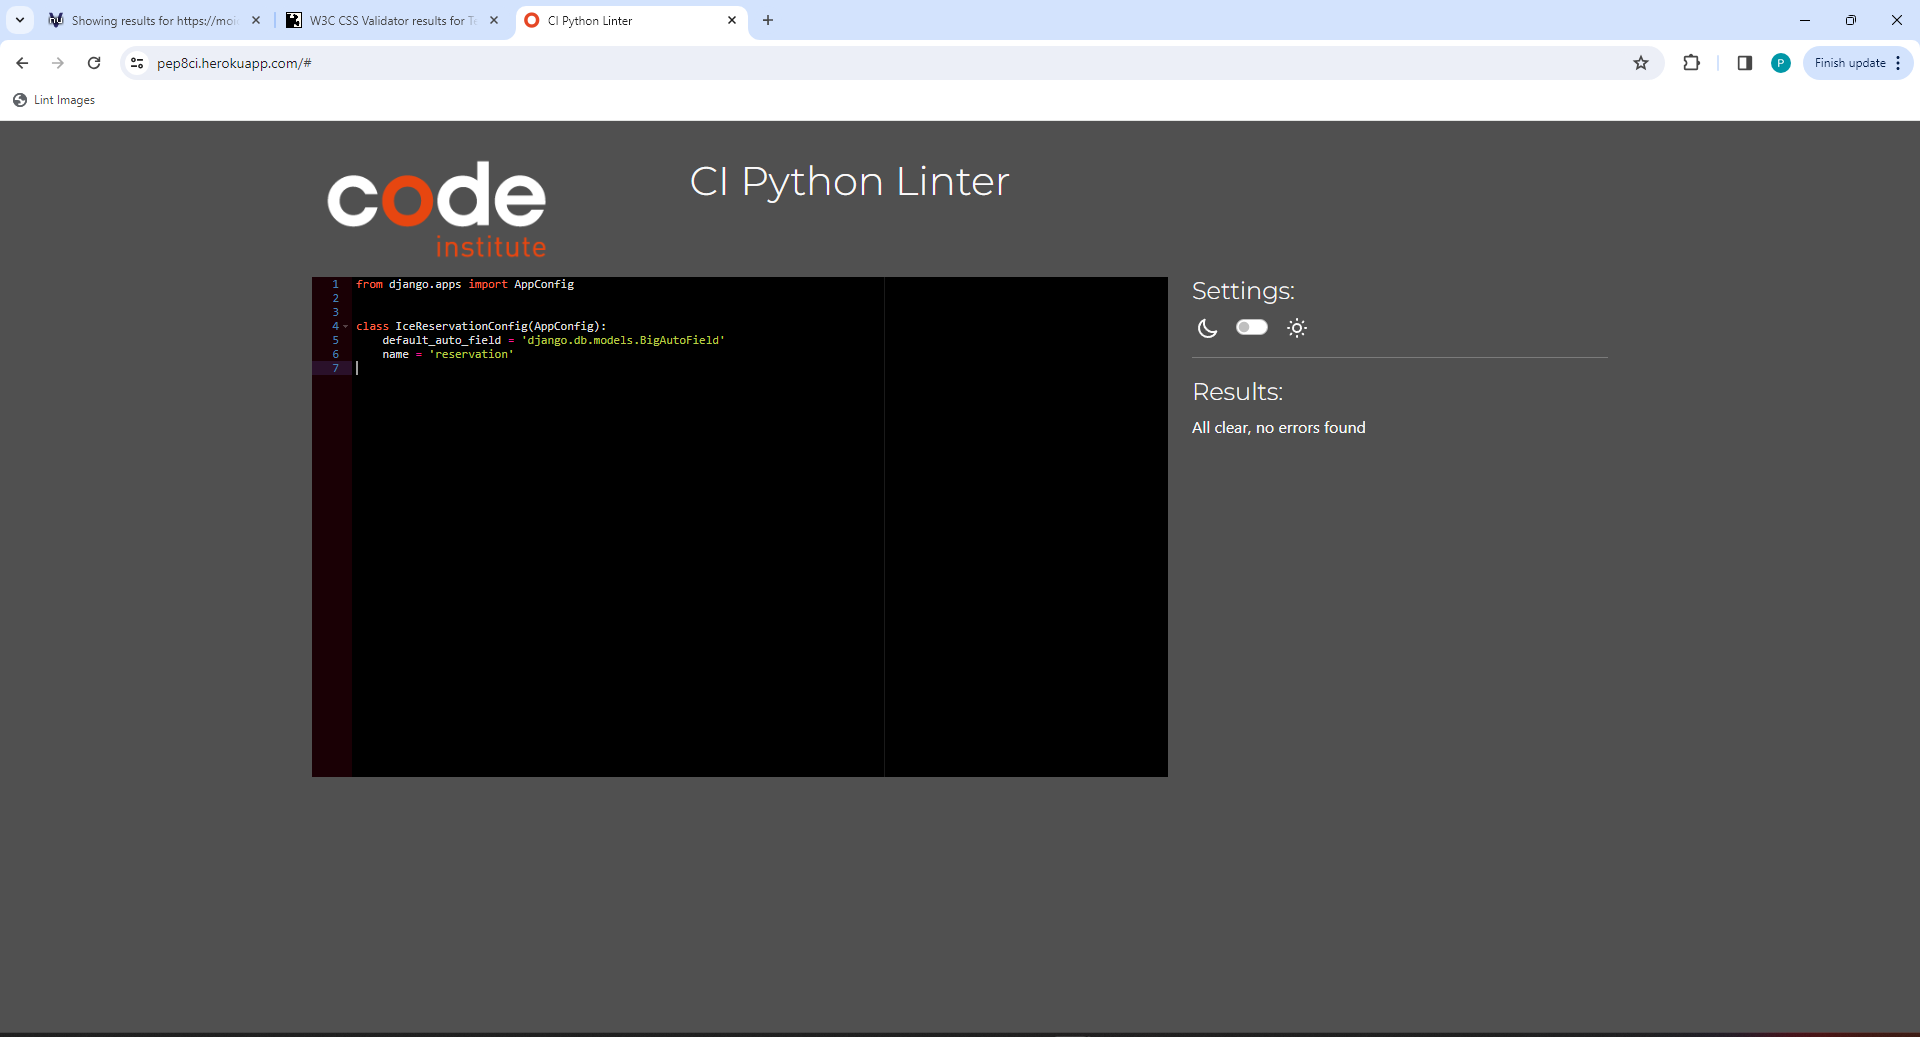 Showing results for https://moi
W3C CSS Validator results for Te
CI Python Linter
pep8ci.herokuapp.com/#
P
Finish update
Lint Images
code
institute
CI Python Linter
1 from django.apps import AppConfig
2
3
4 class IceReservationConfig(AppConfig):
5 default_auto_field = 'django.db.models.BigAutoField'
6 name = 'reservation'
7
Settings:
Results:
All clear, no errors found